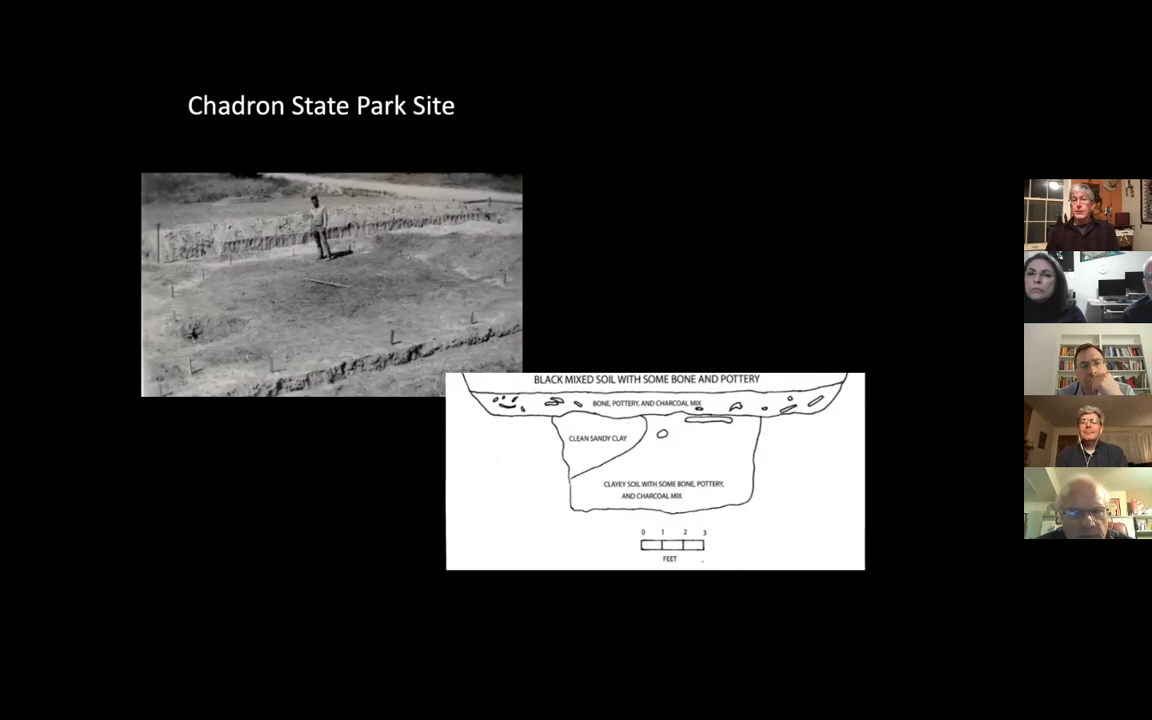 Chadron State Park Site
BLACK MIXED SOIL WITH SOME BONE AND POTTERY
BONE, POTTERY, AND CHARCOAL MIX
CLEAN SANDY CLAY
CLAYEY SOIL WITH SOME BONE, POTTERY,
AND CHARCOAL MIX
0 1 2 3
FEET